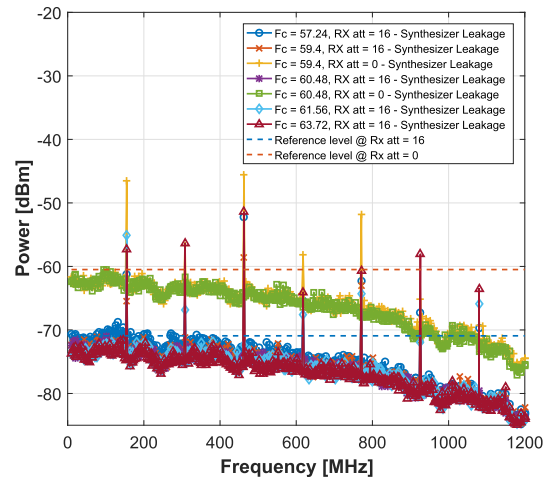 -20
-30
-40
-50
-60
-70
-80
Power [dBm]
Fc = 57.24, RX att = 16 - Synthesizer Leakage
Fc = 59.4, RX att = 16 - Synthesizer Leakage
Fc = 59.4, RX att = 0 - Synthesizer Leakage
Fc = 60.48, RX att = 16 - Synthesizer Leakage
Fc = 60.48, RX att = 0 - Synthesizer Leakage
Fc = 61.56, RX att = 16 - Synthesizer Leakage
Fc = 63.72, RX att = 16 - Synthesizer Leakage
Reference level @ Rx att = 16
Reference level @ Rx att = 0
0 200 400 600 800 1000 1200
Frequency [MHz]